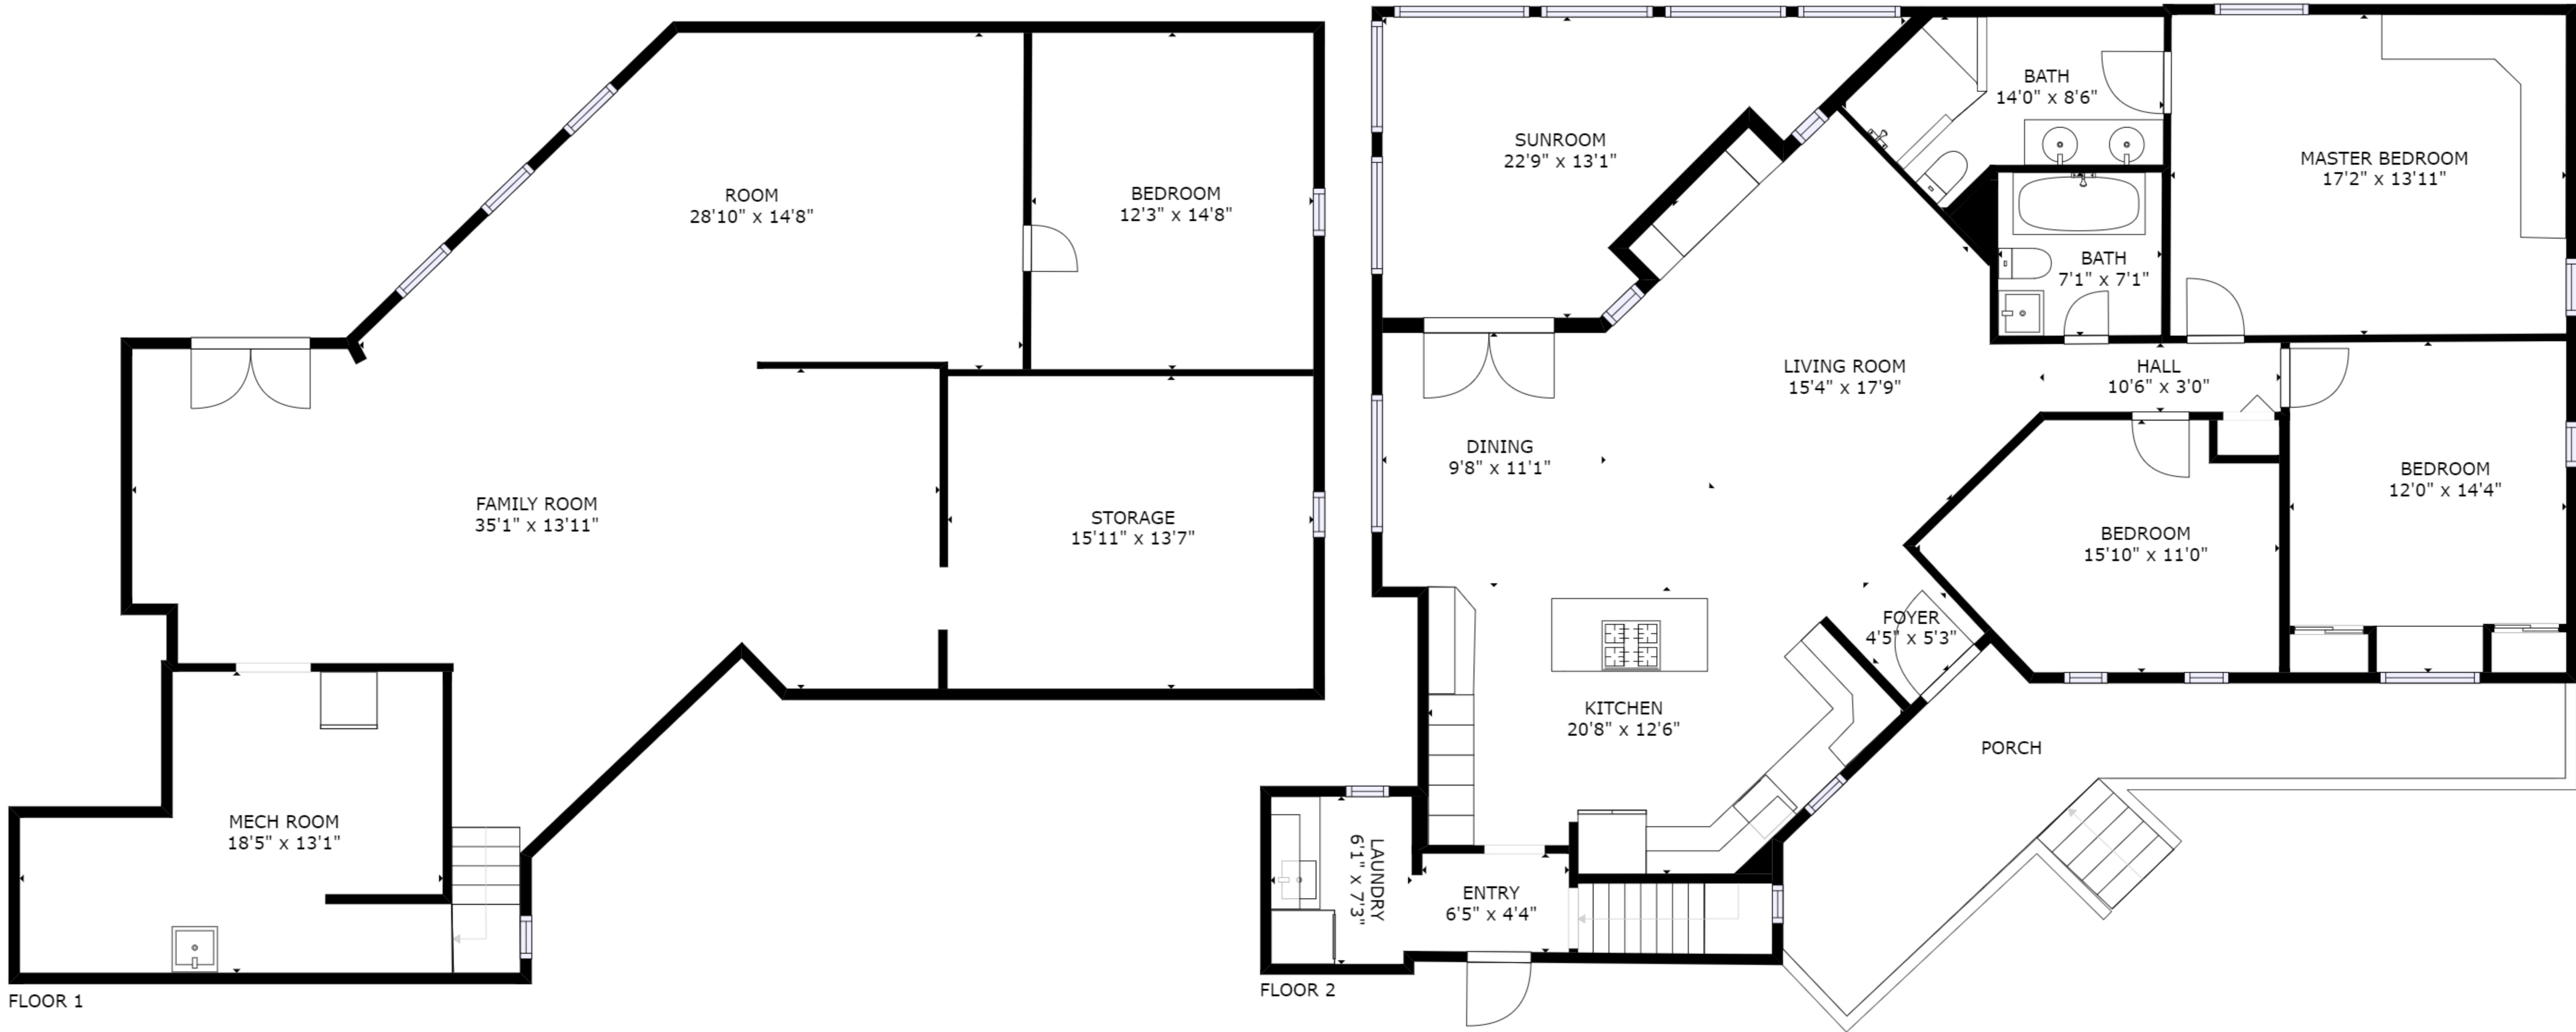 ROOM
28'10" x 14'8"
BEDROOM
12'3" x 14'8"
FAMILY ROOM
35'1" x 13'11"
STORAGE
15'11" x 13'7"
MECH ROOM
18'5" x 13'1"
FLOOR 1
SUNROOM
22'9" x 13'1"
BATH
14'0" x 8'6"
MASTER BEDROOM
17'2" x 13'11"
BATH
7'1" x 7'1"
LIVING ROOM
15'4" x 17'9"
HALL
10'6" x 3'0"
DINING
9'8" x 11'1"
BEDROOM
12'0" x 14'4"
BEDROOM
15'10" x 11'0"
FOYER
4'5" x 5'3"
KITCHEN
20'8" x 12'6"
PORCH
LAUNDRY
6'1" x 7'3"
ENTRY
6'5" x 4'4"
FLOOR 2